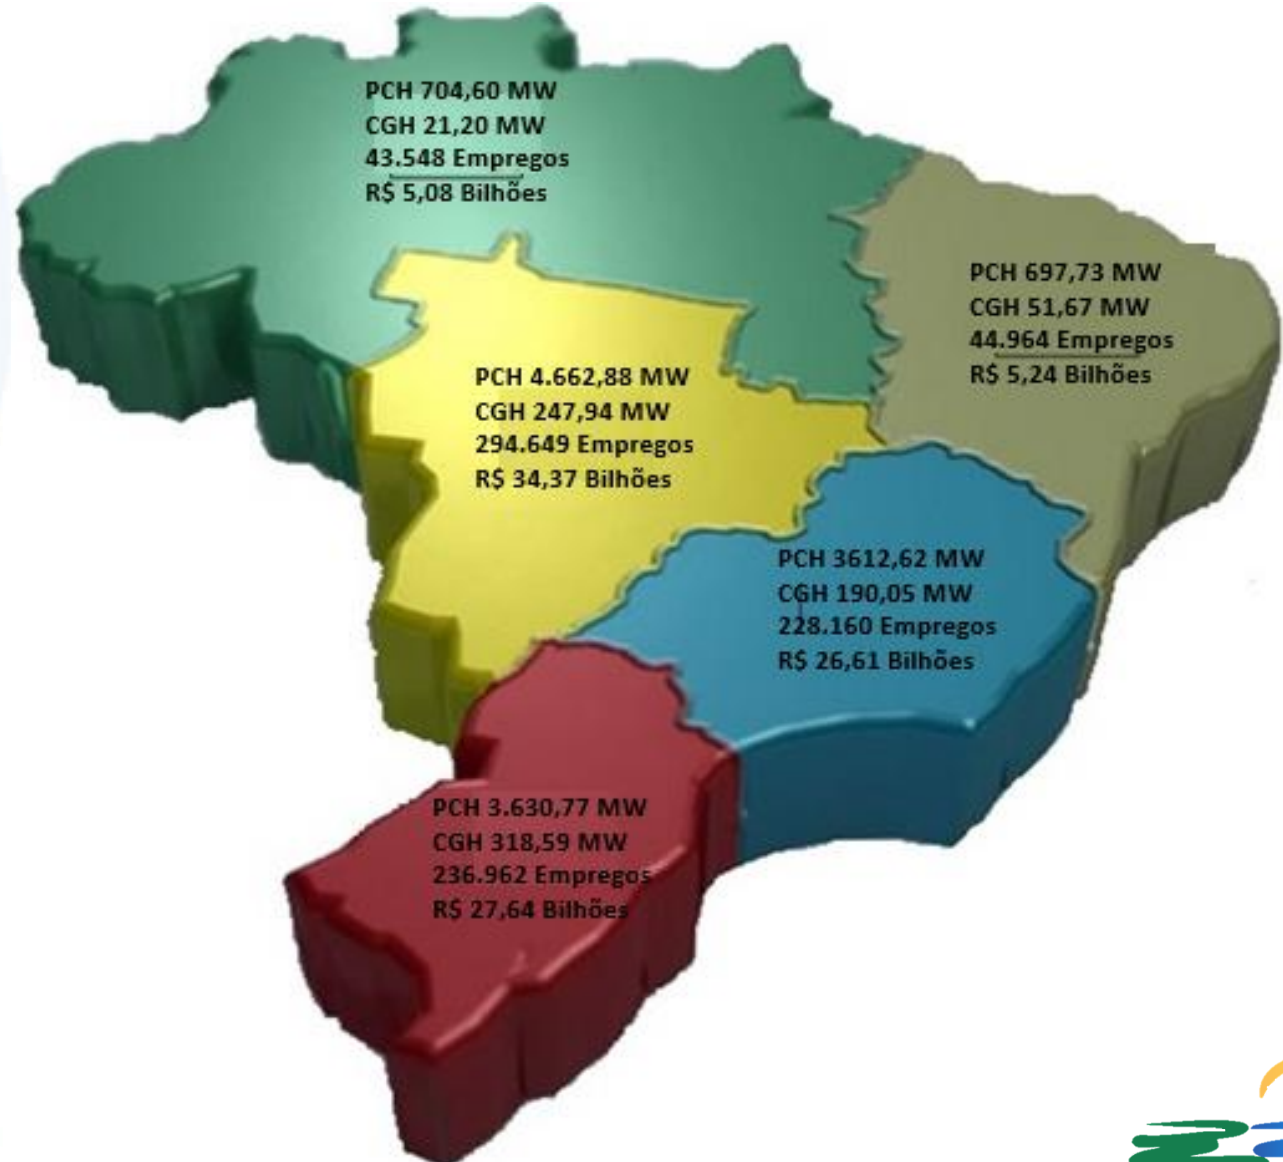 PCH 704,60 MW
CGH 21,20 MW
43.548 Empregos
R$ 5,08 Bilhões
PCH 697,73 MW
CGH 51,67 MW
44.964 Empregos
R$ 5,24 Bilhões
PCH 4.662,88 MW
CGH 247,94 MW
294.649 Empregos
R$ 34,37 Bilhões
PCH 3612,62 MW
CGH 190,05 MW
228.160 Empregos
R$ 26,61 Bilhões
PCH 3.630,77 MW
CGH 318,59 MW
236.962 Empregos
R$ 27,64 Bilhões